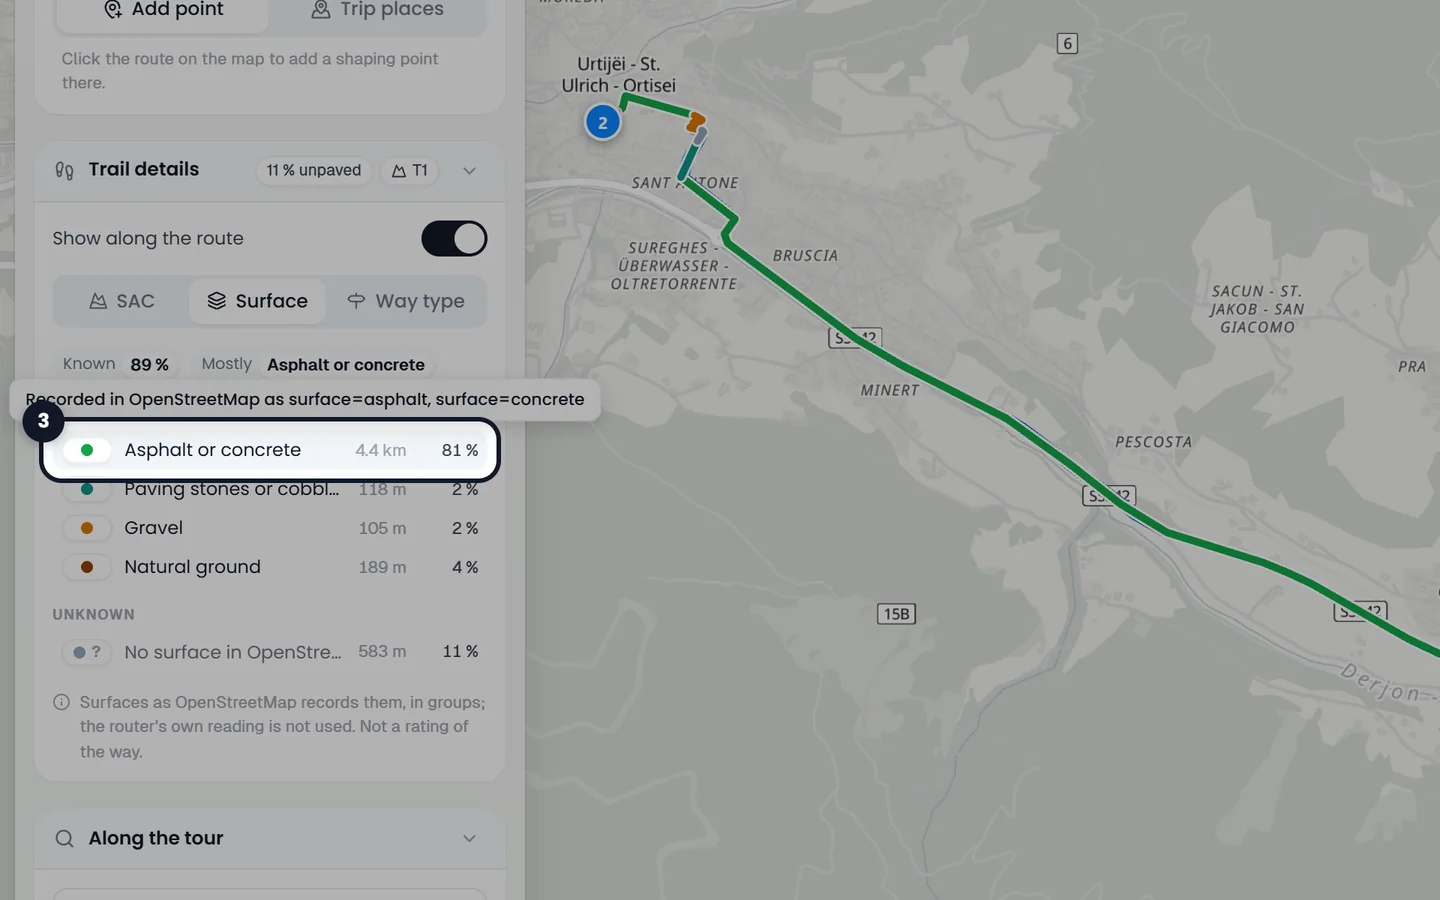 Add point
Trip places
Click the route on the map to add a shaping point
there.
Trail details
11 % unpaved
T1
Show along the route
SAC
Surface
Way type
Known 89 %
Mostly Asphalt or concrete
Recorded in OpenStreetMap as surface=asphalt, surface=concrete
3
Asphalt or concrete 4.4 km 81 %
Paving stones or cobbl... 118 m 2 %
Gravel 105 m 2 %
Natural ground 189 m 4 %
UNKNOWN
? No surface in OpenStre... 583 m 11 %
Surfaces as OpenStreetMap records them, in groups;
the router's own reading is not used. Not a rating of
the way.
Along the tour
6
Urtijëi - St.
Ulrich - Ortisei
2
SUREGHES -
ÜBERWASSER -
OLTRETORRENTE
BRUSCIA
SACUN - ST.
JAKOB - SAN
GIACOMO
MINERT
PRA
PESCOSTA
15B
Derjon